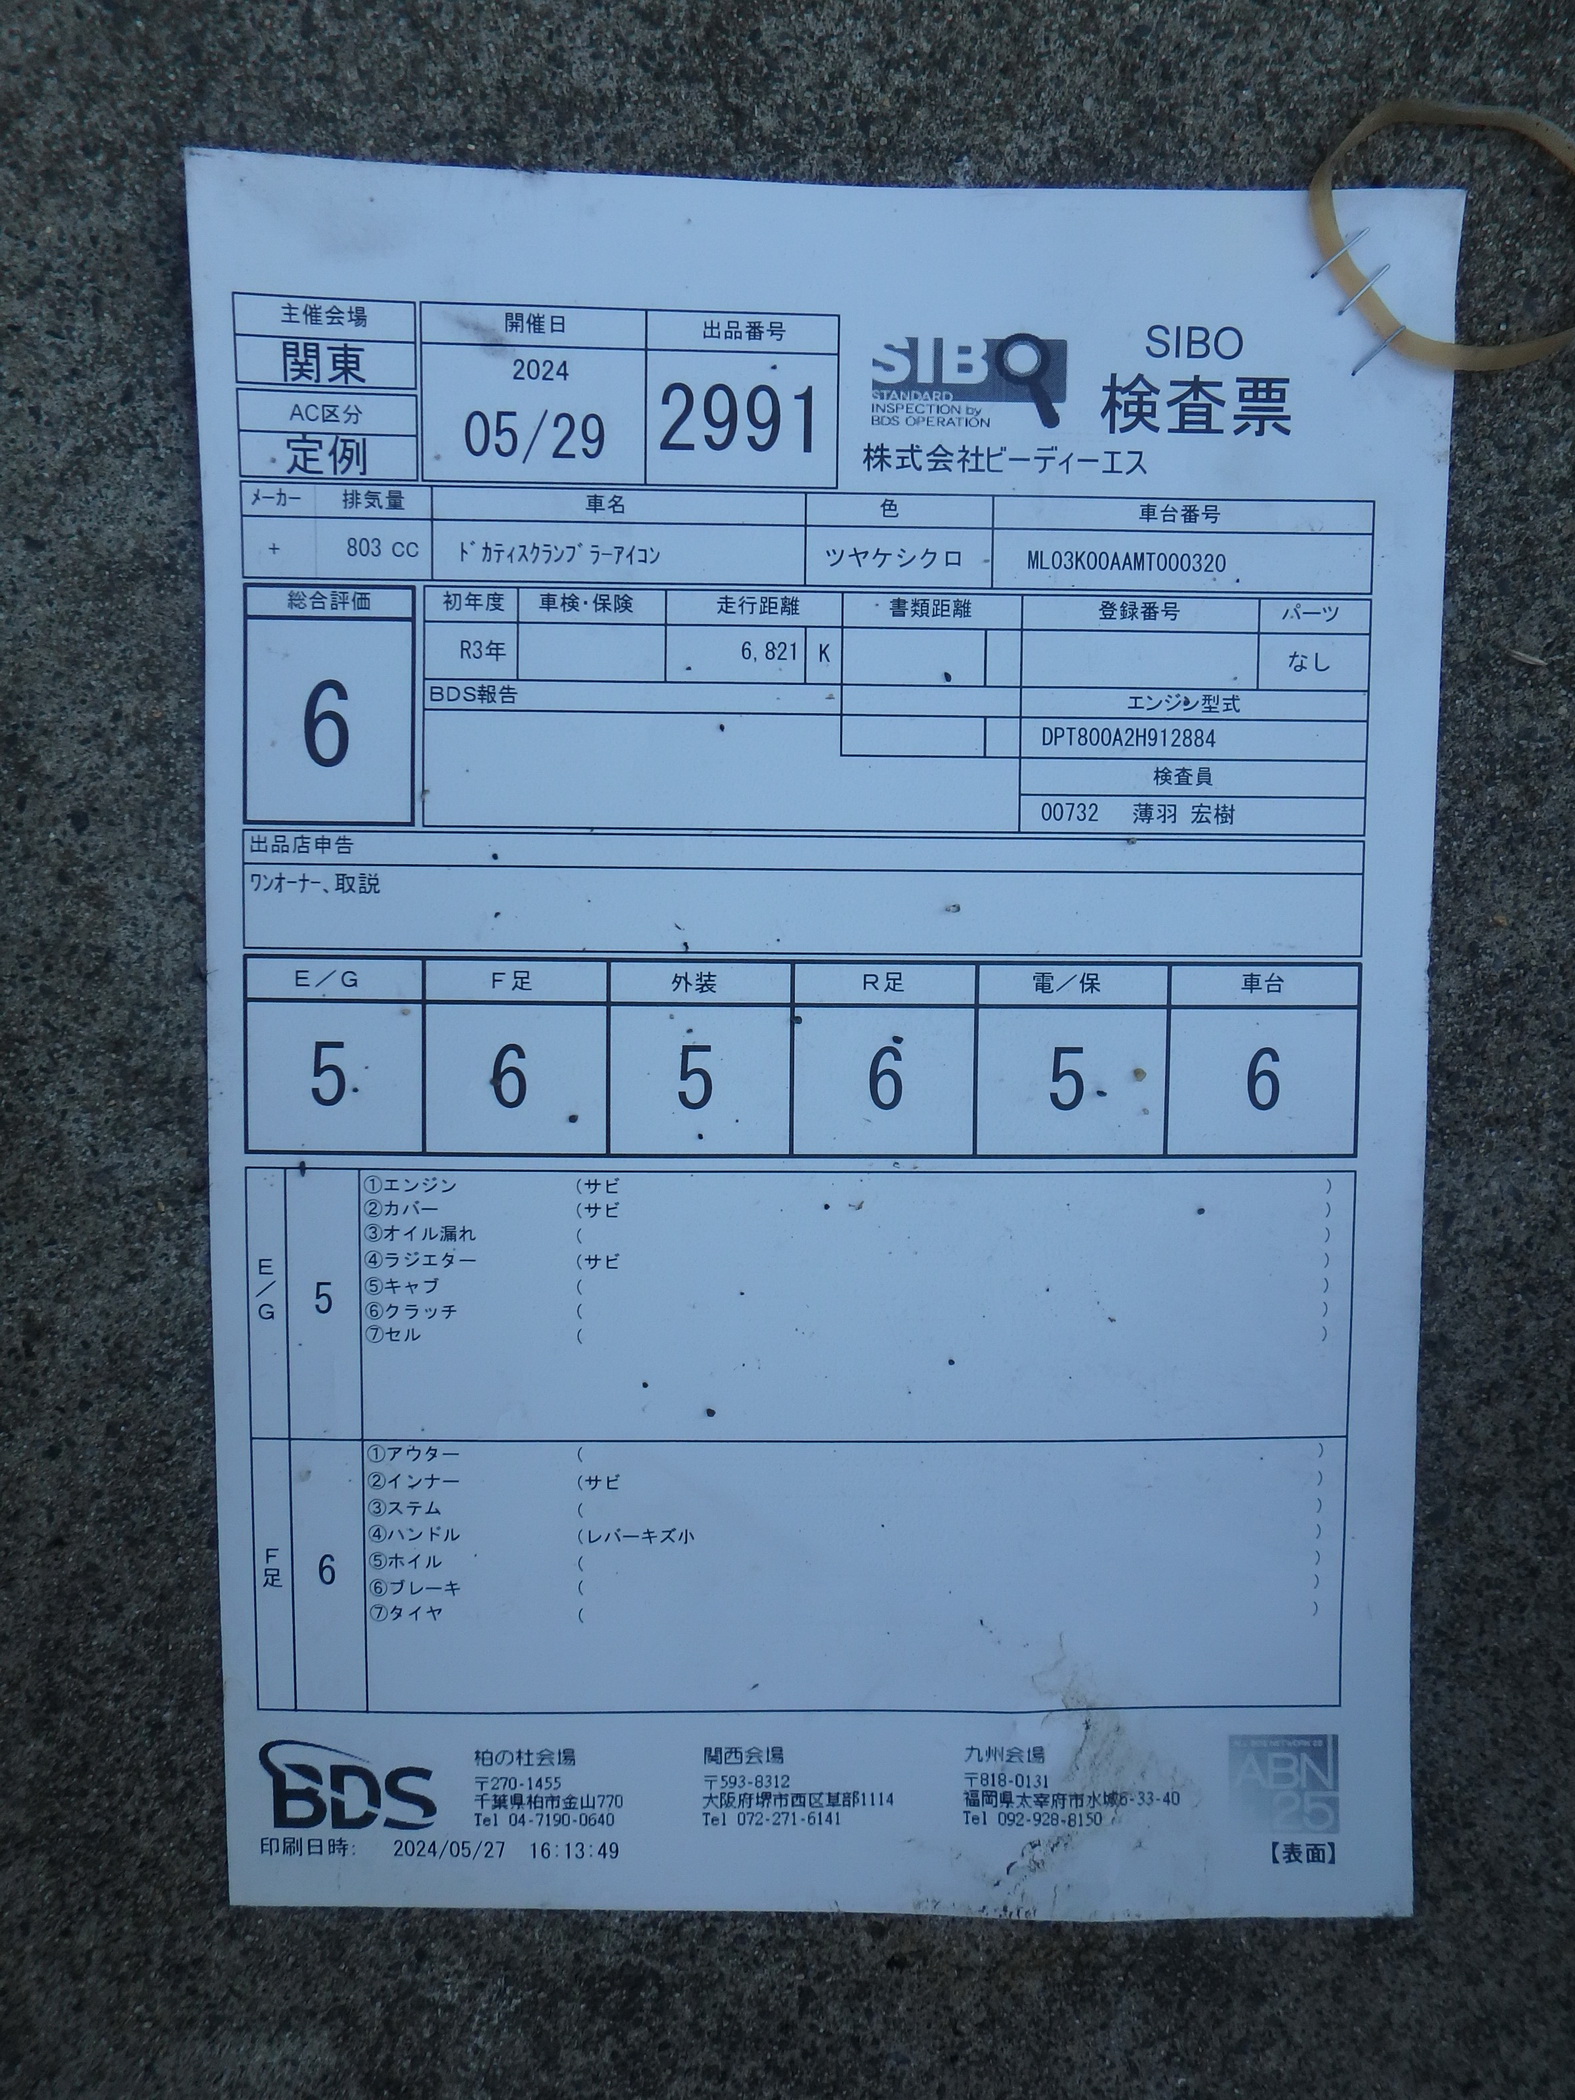 主催会場
関東
AC区分
定例
開催日
2024
05/29
出品番号
2991
SIBO
STANDARD
INSPECTION by
BDS OPERATION
SIBO
検査票
株式会社ビーディーエス
ﾒｰｶｰ 排気量 車名 色 車台番号
+ 803 CC ﾄﾞｶﾃｨｽｸﾗﾝﾌﾞﾗｰｱｲｺﾝ ツヤケシクロ ML03K00AAMT000320
総合評価
6
初年度 車検・保険 走行距離 書類距離 登録番号 パーツ
R3年 6,821 K なし
BDS報告
エンジン型式
DPT800A2H912884
検査員
00732 薄羽 宏樹
出品店申告
ﾜﾝｵｰﾅｰ、取説
E/G F足 外装 R足 電/保 車台
5 6 5 6 5 6
E/G
5
①エンジン (サビ )
②カバー (サビ )
③オイル漏れ ( )
④ラジエター (サビ )
⑤キャブ ( )
⑥クラッチ ( )
⑦セル ( )
F足
6
①アウター ( )
②インナー (サビ )
③ステム ( )
④ハンドル (レバーキズ小 )
⑤ホイル ( )
⑥ブレーキ ( )
⑦タイヤ ( )
BDS
柏の杜会場
〒270-1455
千葉県柏市金山770
Tel 04-7190-0640
関西会場
〒593-8312
大阪府堺市西区草部1114
Tel 072-271-6141
九州会場
〒818-0131
福岡県太宰府市水城6-33-40
Tel 092-928-8150
ABN
25
印刷日時: 2024/05/27 16:13:49
【表面】